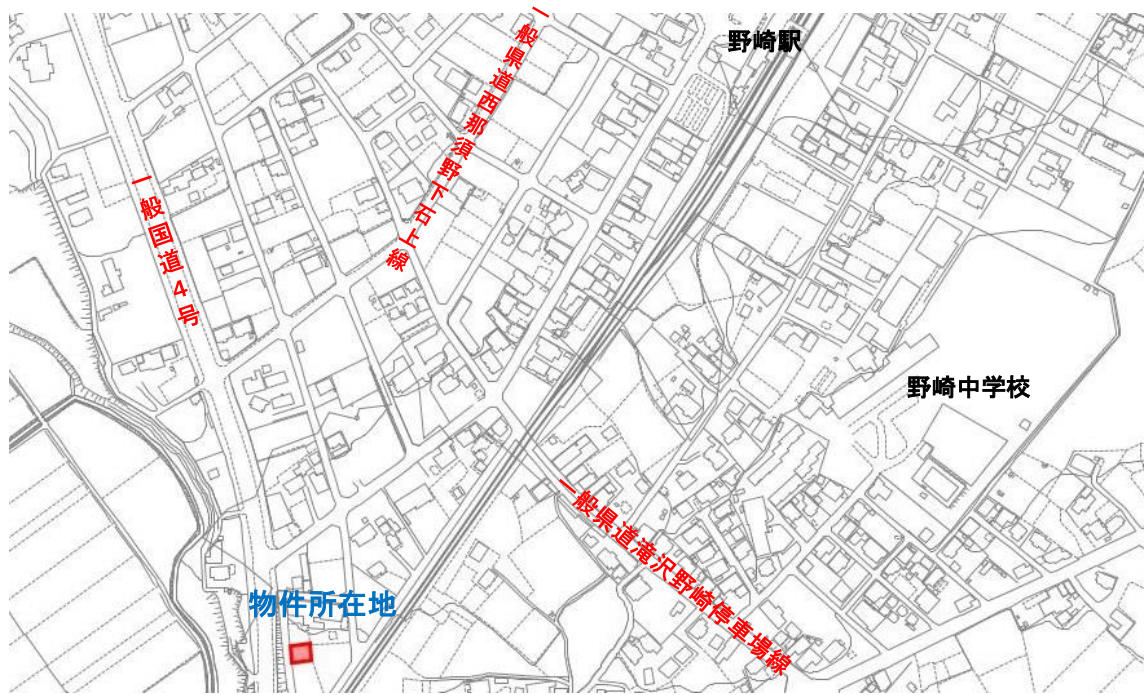 野崎駅
一般県道西那須野下石上線
一般国道４号
野崎中学校
一般県道滝沢野崎停車場線
物件所在地